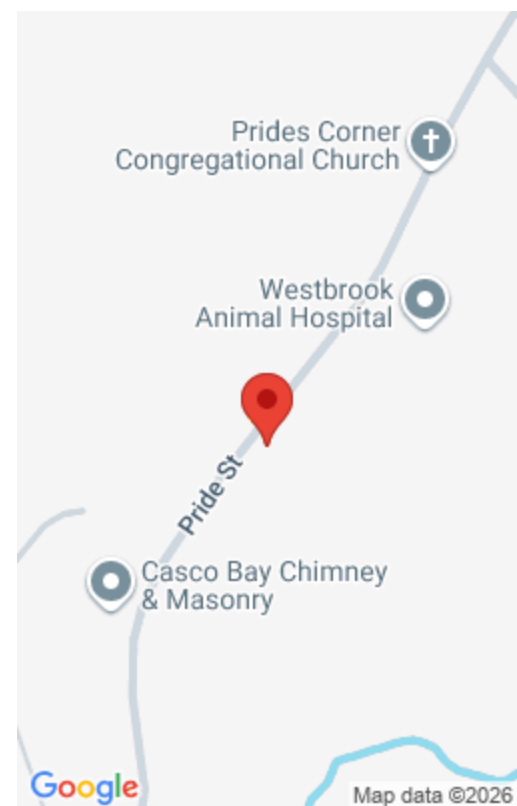 Prides Corner
Congregational Church
Westbrook
Animal Hospital
Pride St
Casco Bay Chimney
& Masonry
Google
Map data ©2026